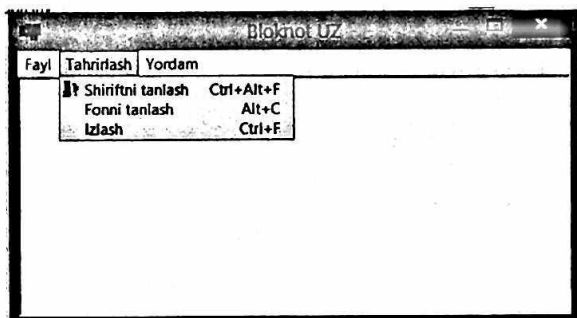 Bloknot UZ
Fayl Tahrirlash Yordam
Shiriftni tanlash Ctrl+Alt+F
Fonni tanlash Alt+C
Izlash Ctrl+F